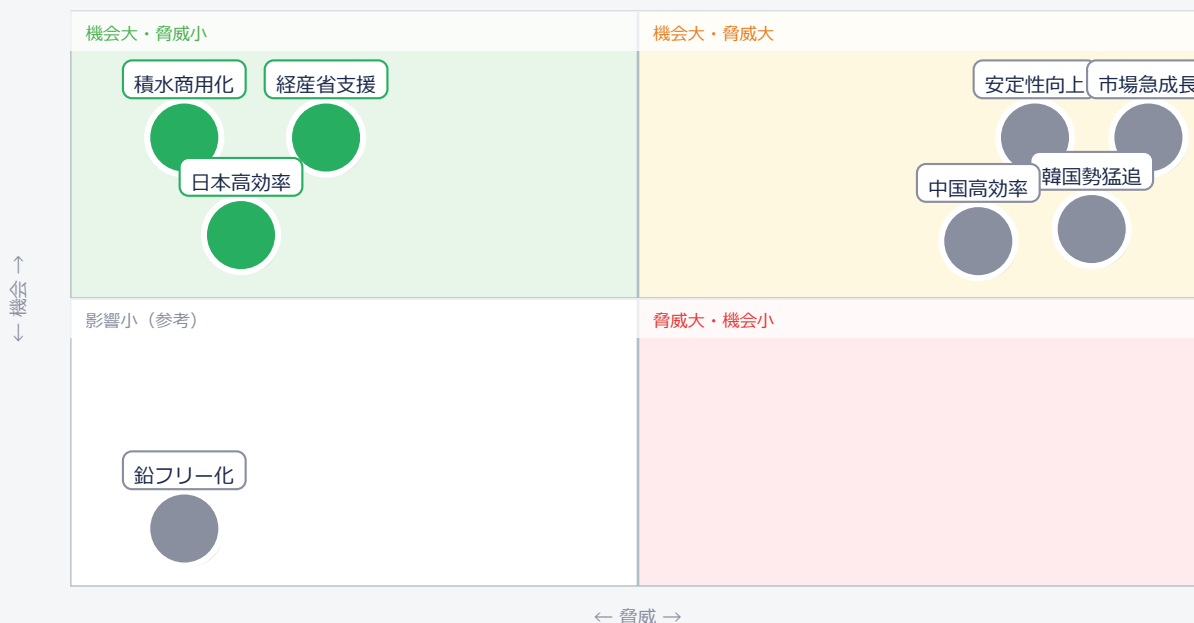 機会大・脅威小
機会大・脅威大
積水商用化
経産省支援
安定性向上
市場急成長
日本高効率
中国高効率
韓国勢猛追
← 機会 →
影響小（参考）
脅威大・機会小
鉛フリー化
← 脅威 →